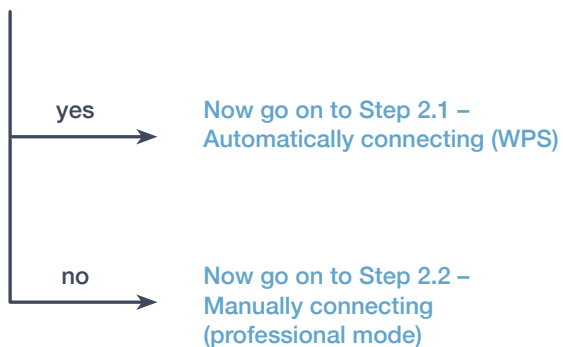 yes
Now go on to Step 2.1 –
Automatically connecting (WPS)
no
Now go on to Step 2.2 –
Manually connecting
(professional mode)